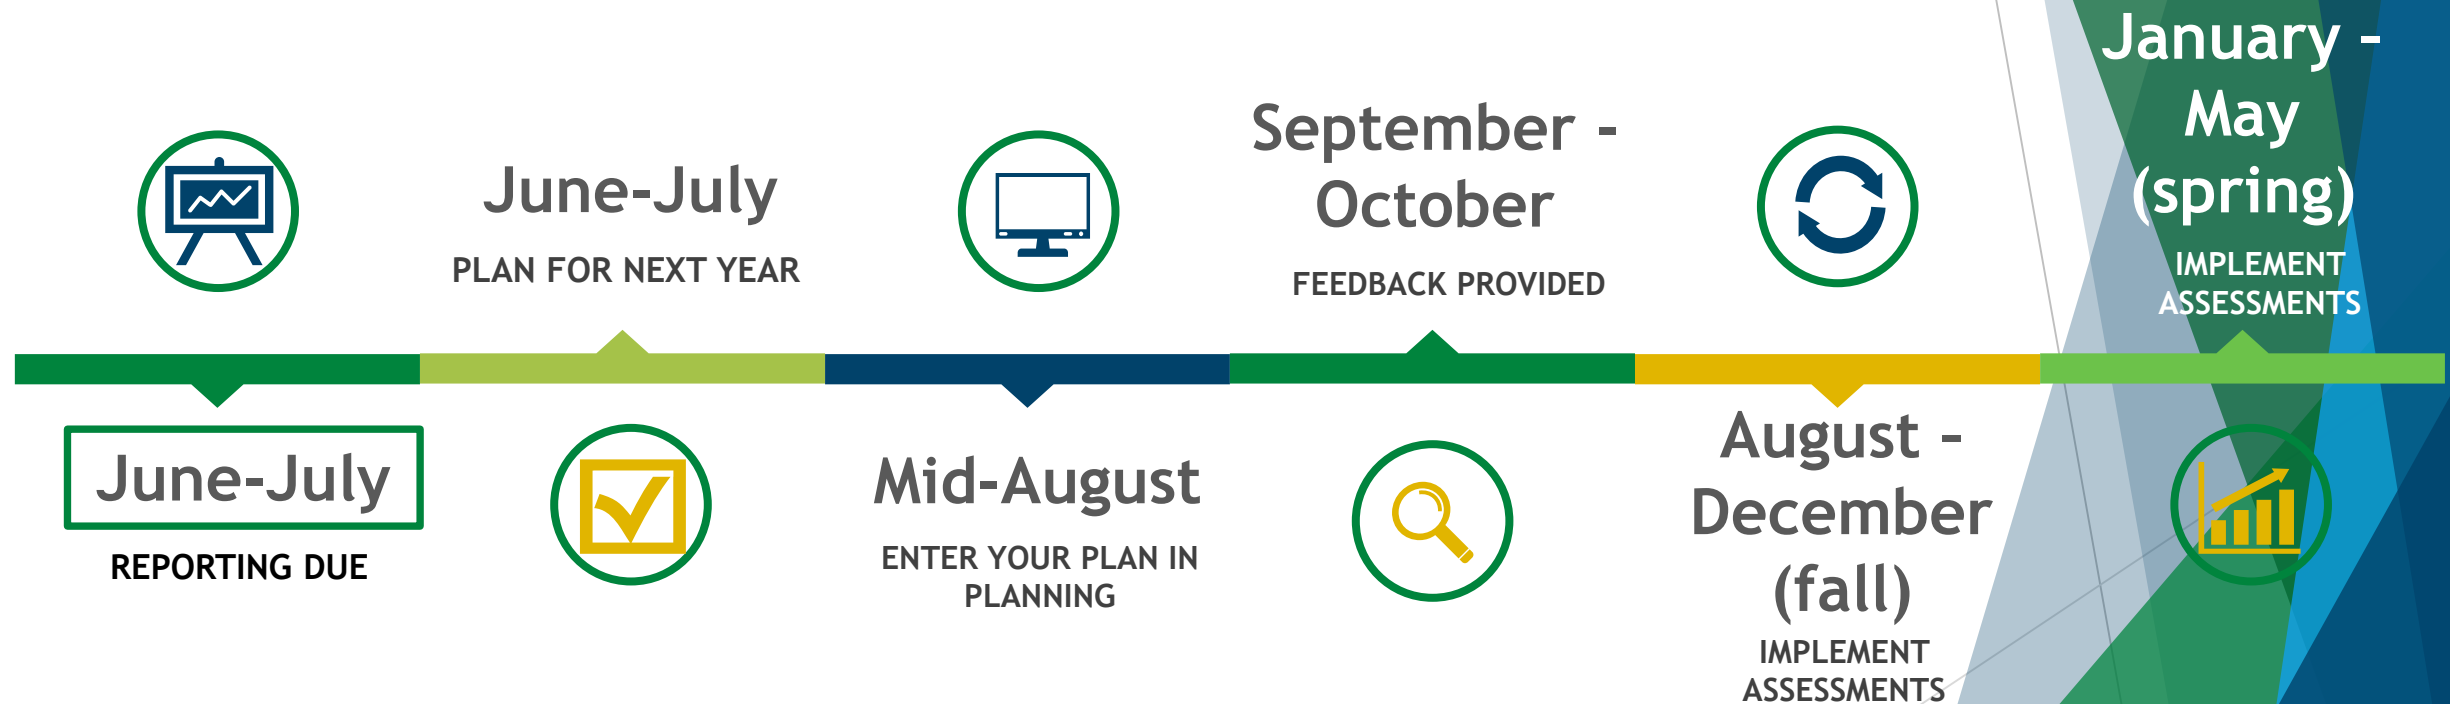 June-July
REPORTING DUE
June-July
PLAN FOR NEXT YEAR
Mid-August
ENTER YOUR PLAN IN
PLANNING
September -
October
FEEDBACK PROVIDED
August –
December
(fall)
IMPLEMENT
ASSESSMENTS
January –
May
(spring)
IMPLEMENT
ASSESSMENTS